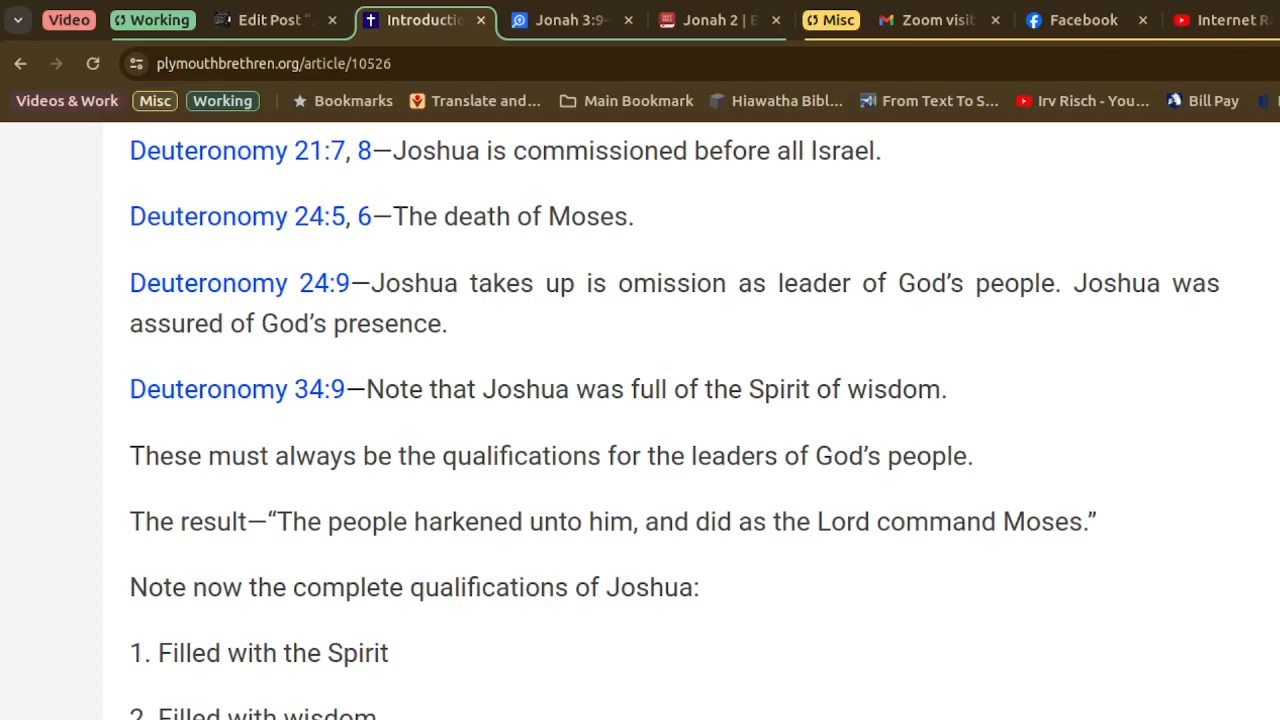 Video
Working
Edit Post "
Introductio
Jonah 3:9-
Jonah 2 | E
Misc
Zoom visit
Facebook
Internet R
plymouthbrethren.org/article/10526
Videos & Work
Misc
Working
Bookmarks
Translate and...
Main Bookmark
Hiawatha Bibl...
From Text To S...
Irv Risch - You...
Bill Pay
Deuteronomy 21:7, 8—Joshua is commissioned before all Israel.
Deuteronomy 24:5, 6—The death of Moses.
Deuteronomy 24:9—Joshua takes up is omission as leader of God’s people. Joshua was
assured of God’s presence.
Deuteronomy 34:9—Note that Joshua was full of the Spirit of wisdom.
These must always be the qualifications for the leaders of God’s people.
The result—“The people harkened unto him, and did as the Lord command Moses.”
Note now the complete qualifications of Joshua:
1. Filled with the Spirit
2. Filled with wisdom